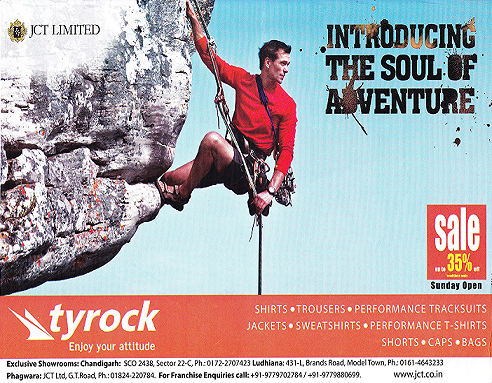 JCT LIMITED
INTRODUCING
THE SOUL OF
ADVENTURE
sale
up to 35% off
Sunday Open
tyrock
Enjoy your attitude
SHIRTS • TROUSERS • PERFORMANCE TRACKSUITS
JACKETS • SWEATSHIRTS • PERFORMANCE T-SHIRTS
SHORTS • CAPS • BAGS
Exclusive Showrooms: Chandigarh: SCO 2438, Sector 22-C, Ph.: 0172-2707423 Ludhiana: 431-L, Brands Road, Model Town, Ph.: 0161-4643233
Phagwara: JCT Ltd, G.T.Road, Ph.: 01824-220784. For Franchise Enquiries call: +91-9779702784 / +91-9779880699.
www.jct.co.in